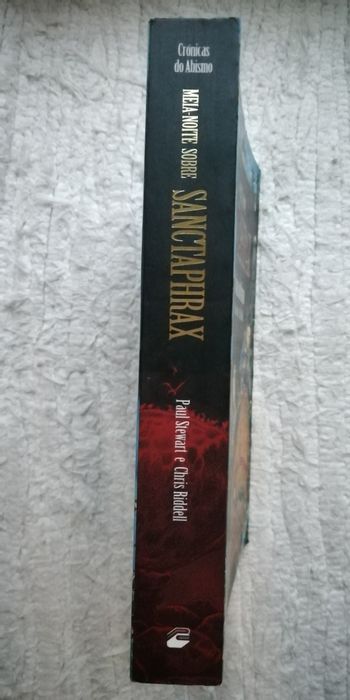 Crónicas
do Abismo
MEIA-NOITE SOBRE
SANCTAPHRAX
Paul Stewart e Chris Riddell